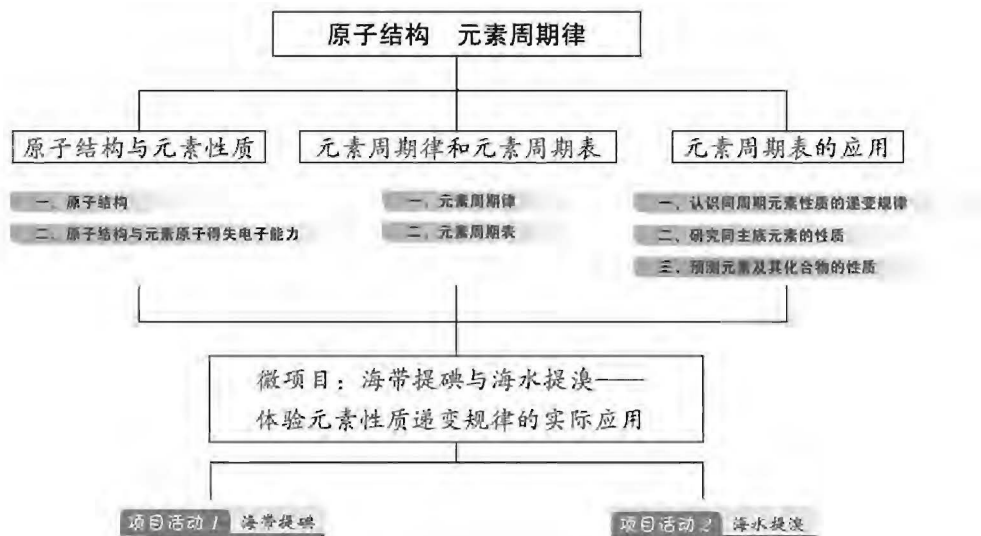 原子结构 元素周期律
原子结构与元素性质
元素周期律和元素周期表
元素周期表的应用
一、原子结构
二、原子结构与元素原子得失电子能力
一、元素周期律
二、元素周期表
一、认识同周期元素性质的递变规律
二、研究同主族元素的性质
三、预测元素及其化合物的性质
微项目：海带提碘与海水提溴——
体验元素性质递变规律的实际应用
项目活动1 海带提碘
项目活动2 海水提溴